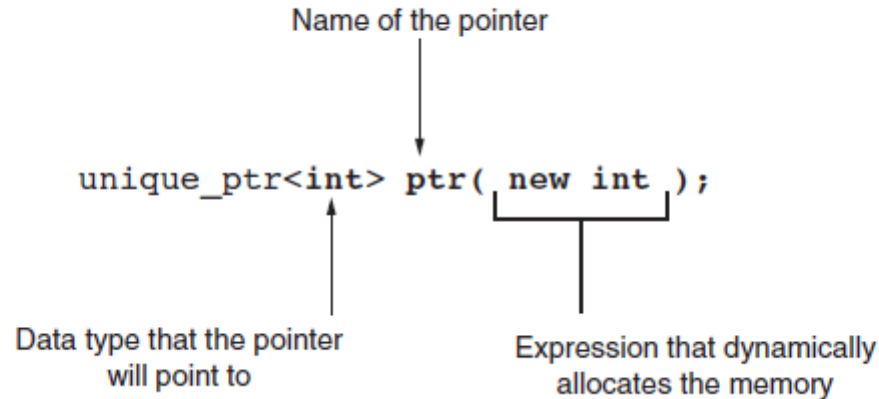 Name of the pointer
unique_ptr<int> ptr( new int );
Data type that the pointer
will point to
Expression that dynamically
allocates the memory